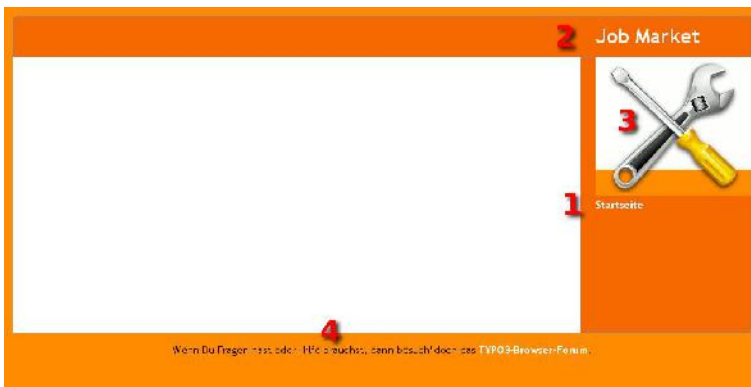 2 Job Market
3
1 Startseite
4
Wenn Du Fragen hast oder Hilfe brauchst, dann besuch' doch das TYPO3-Browser-Forum.